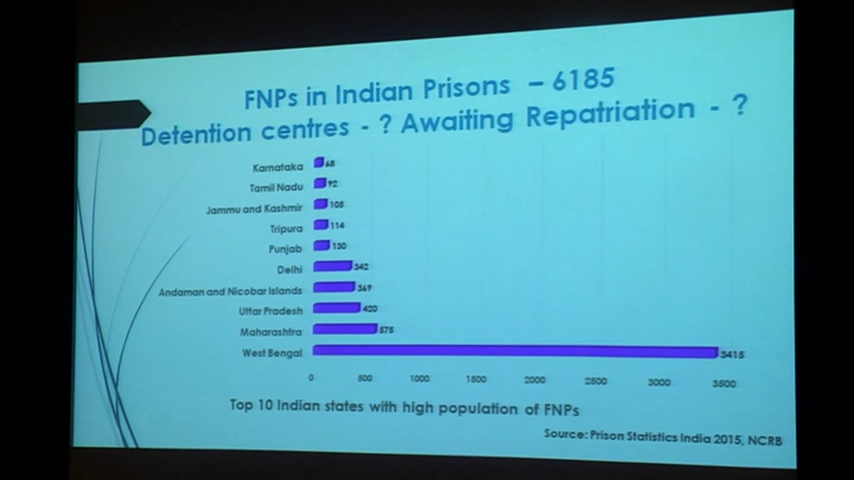 FNPs in Indian Prisons – 6185
Detention centres - ? Awaiting Repatriation - ?
Karnataka 68
Tamil Nadu 92
Jammu and Kashmir 105
Tripura 114
Punjab 130
Delhi 342
Andaman and Nicobar Islands 369
Uttar Pradesh 420
Maharashtra 575
West Bengal 3415
0 500 1000 1500 2000 2500 3000 3500
Top 10 Indian states with high population of FNPs
Source: Prison Statistics India 2015, NCRB